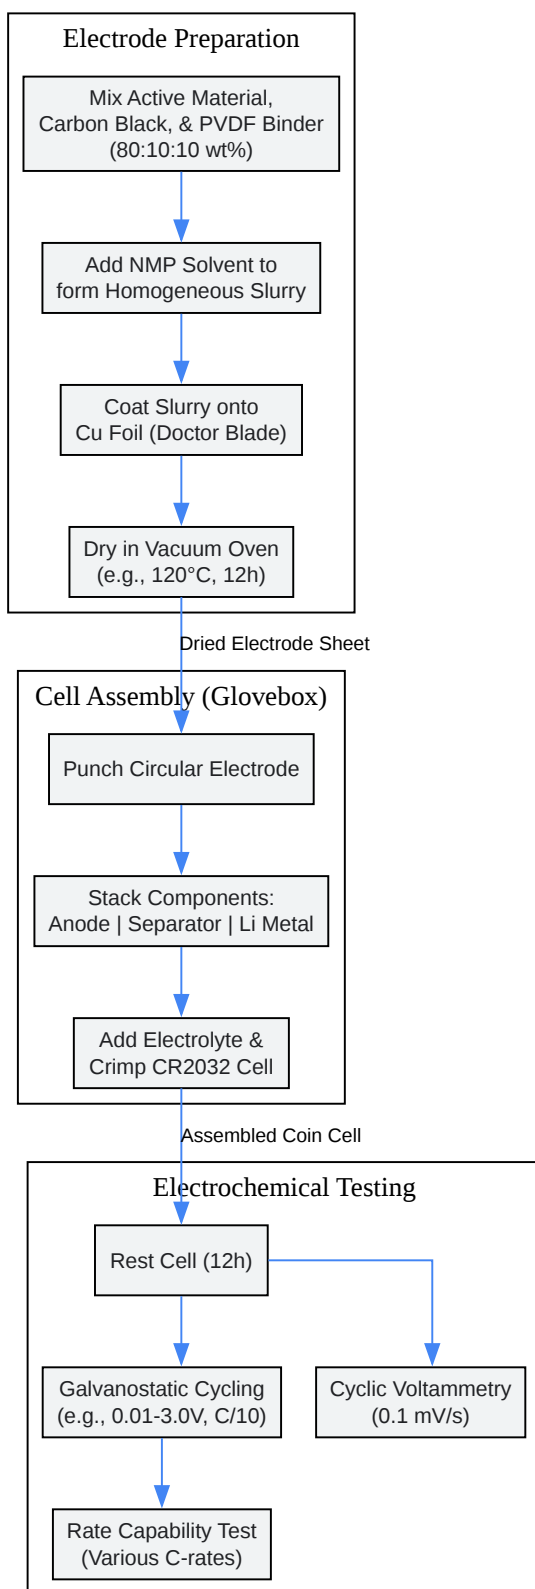 Electrode Preparation
Mix Active Material,
Carbon Black, & PVDF Binder
(80:10:10 wt%)
Add NMP Solvent to
form Homogeneous Slurry
Coat Slurry onto
Cu Foil (Doctor Blade)
Dry in Vacuum Oven
(e.g., 120°C, 12h)
Dried Electrode Sheet
Cell Assembly (Glovebox)
Punch Circular Electrode
Stack Components:
Anode | Separator | Li Metal
Add Electrolyte &
Crimp CR2032 Cell
Assembled Coin Cell
Electrochemical Testing
Rest Cell (12h)
Galvanostatic Cycling
(e.g., 0.01-3.0V, C/10)
Cyclic Voltammetry
(0.1 mV/s)
Rate Capability Test
(Various C-rates)